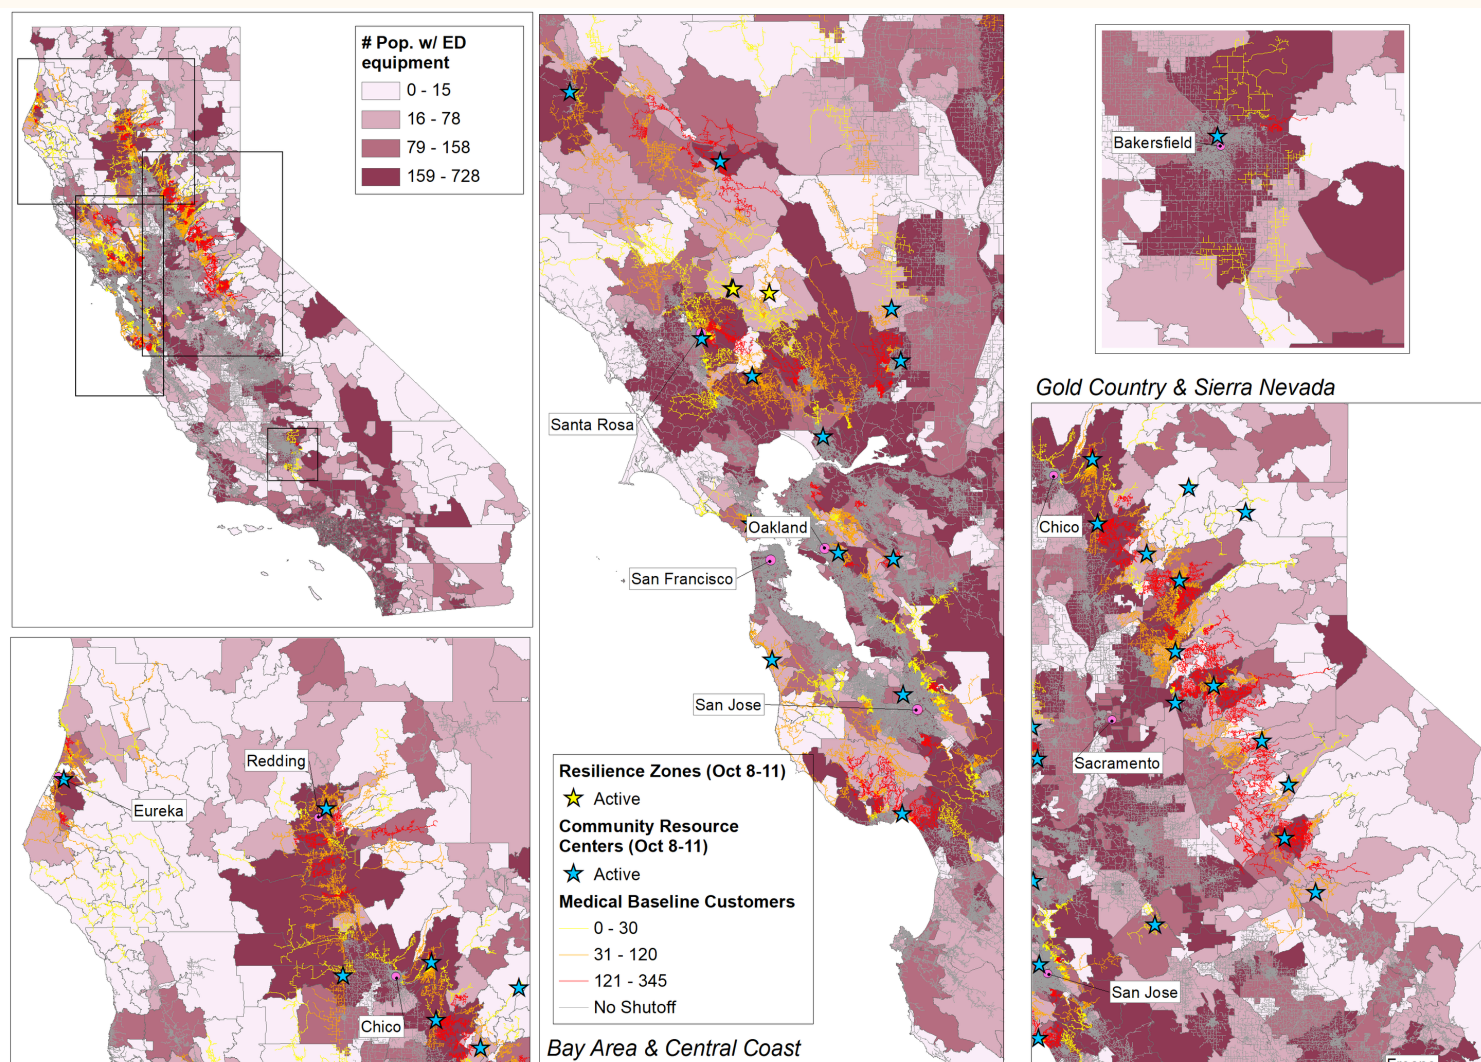 # Pop. w/ ED
equipment
0 - 15
16 - 78
79 - 158
159 - 728
Redding
Eureka
Chico
Santa Rosa
Oakland
San Francisco
San Jose
Resilience Zones (Oct 8-11)
Active
Community Resource
Centers (Oct 8-11)
Active
Medical Baseline Customers
0 - 30
31 - 120
121 - 345
No Shutoff
Bay Area & Central Coast
Bakersfield
Gold Country & Sierra Nevada
Chico
Sacramento
San Jose